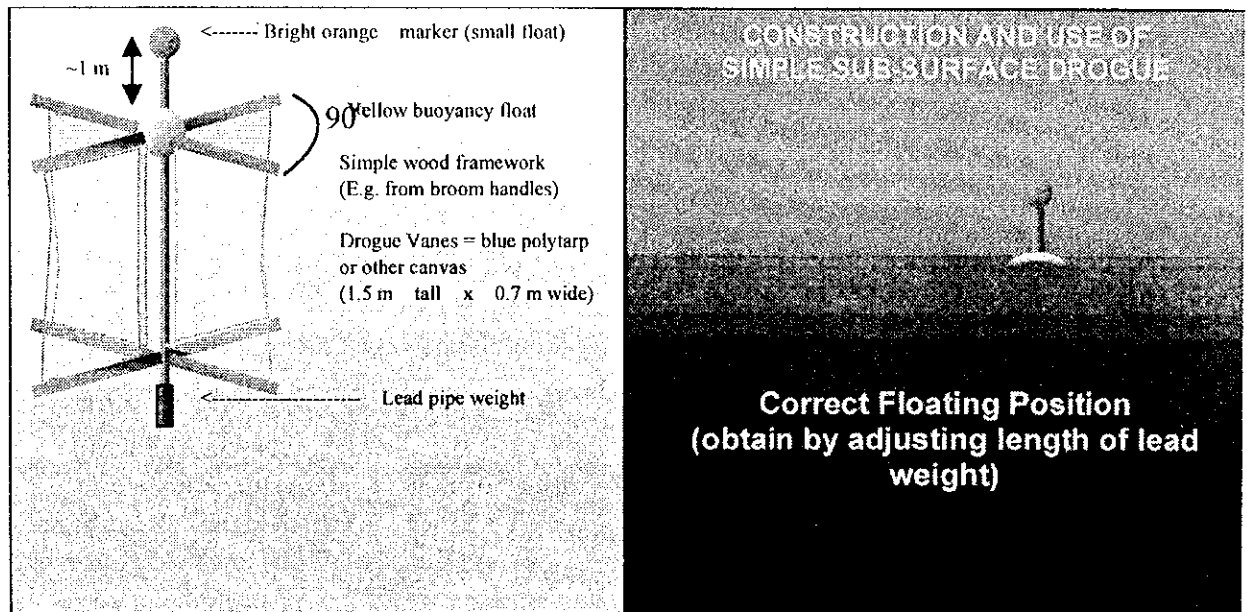 <------ Bright orange marker (small float)
~1 m
90
Yellow buoyancy float
Simple wood framework
(E.g. from broom handles)
Drogue Vanes = blue polytarp
or other canvas
(1.5 m tall x 0.7 m wide)
<---------------- Lead pipe weight
CONSTRUCTION AND USE OF
SIMPLE SUB-SURFACE DROGUE
Correct Floating Position
(obtain by adjusting length of lead
weight)